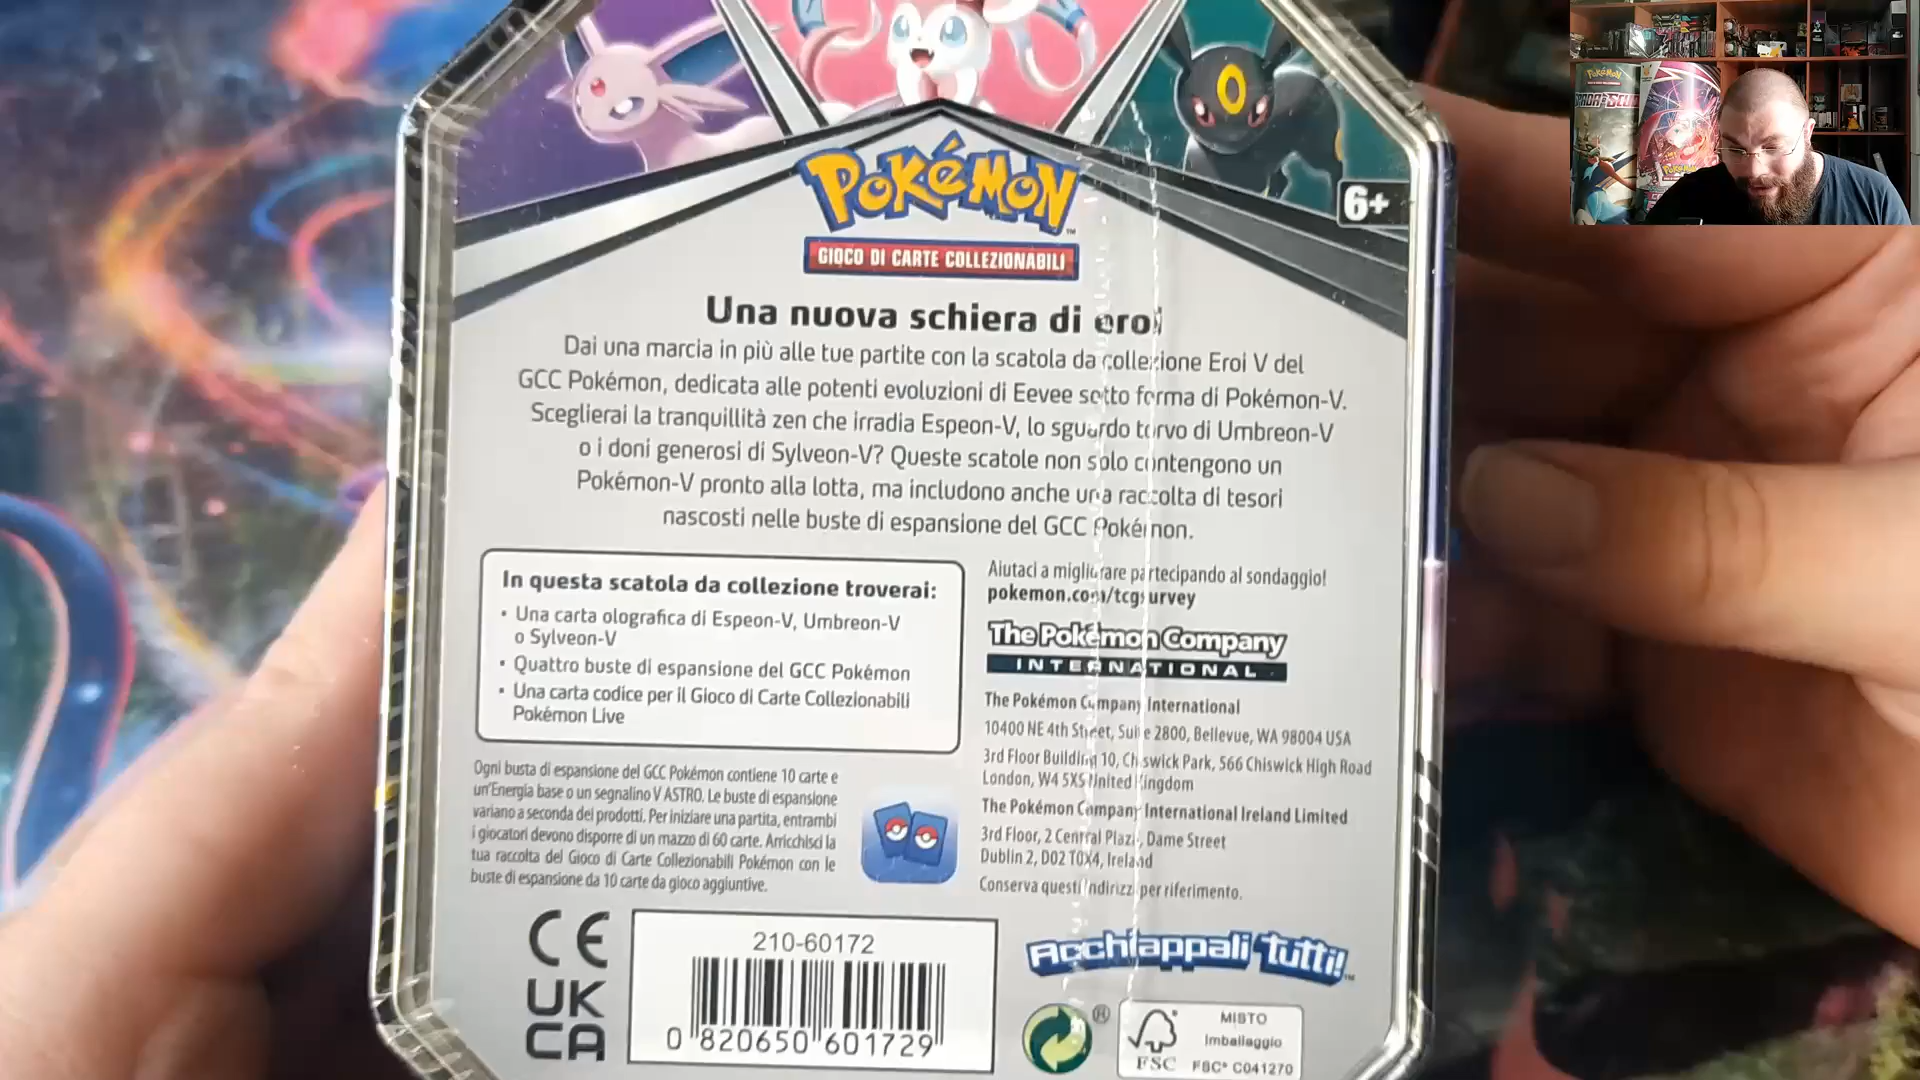 6+
POKÉMON
GIOCO DI CARTE COLLEZIONABILI
Una nuova schiera di eroi
Dai una marcia in più alle tue partite con la scatola da collezione Eroi V del
GCC Pokémon, dedicata alle potenti evoluzioni di Eevee sotto forma di Pokémon-V.
Sceglierai la tranquillità zen che irradia Espeon-V, lo sguardo torvo di Umbreon-V
o i doni generosi di Sylveon-V? Queste scatole non solo contengono un
Pokémon-V pronto alla lotta, ma includono anche una raccolta di tesori
nascosti nelle buste di espansione del GCC Pokémon.
In questa scatola da collezione troverai:
• Una carta olografica di Espeon-V, Umbreon-V
o Sylveon-V
• Quattro buste di espansione del GCC Pokémon
• Una carta codice per il Gioco di Carte Collezionabili
Pokémon Live
Ogni busta di espansione del GCC Pokémon contiene 10 carte e
un'Energia base o un segnalino V ASTRO. Le buste di espansione
variano a seconda dei prodotti. Per iniziare una partita, entrambi
i giocatori devono disporre di un mazzo di 60 carte. Arricchisci la
tua raccolta del Gioco di Carte Collezionabili Pokémon con le
buste di espansione da 10 carte da gioco aggiuntive.
Aiutaci a migliorare partecipando al sondaggio!
pokemon.com/tcgsurvey
The Pokémon Company
INTERNATIONAL
The Pokémon Company International
10400 NE 4th Street, Suite 2800, Bellevue, WA 98004 USA
3rd Floor Building 10, Chiswick Park, 566 Chiswick High Road
London, W4 5XS United Kingdom
The Pokémon Company International Ireland Limited
3rd Floor, 2 Central Plaza, Dame Street
Dublin 2, D02 T0X4, Ireland
Conserva questi indirizzi per riferimento.
CE
UK
CA
210-60172
0 820650 601729
Acchiappali tutti!™
®
FSC
MISTO
Imballaggio
FSC® C041270
Pokémon